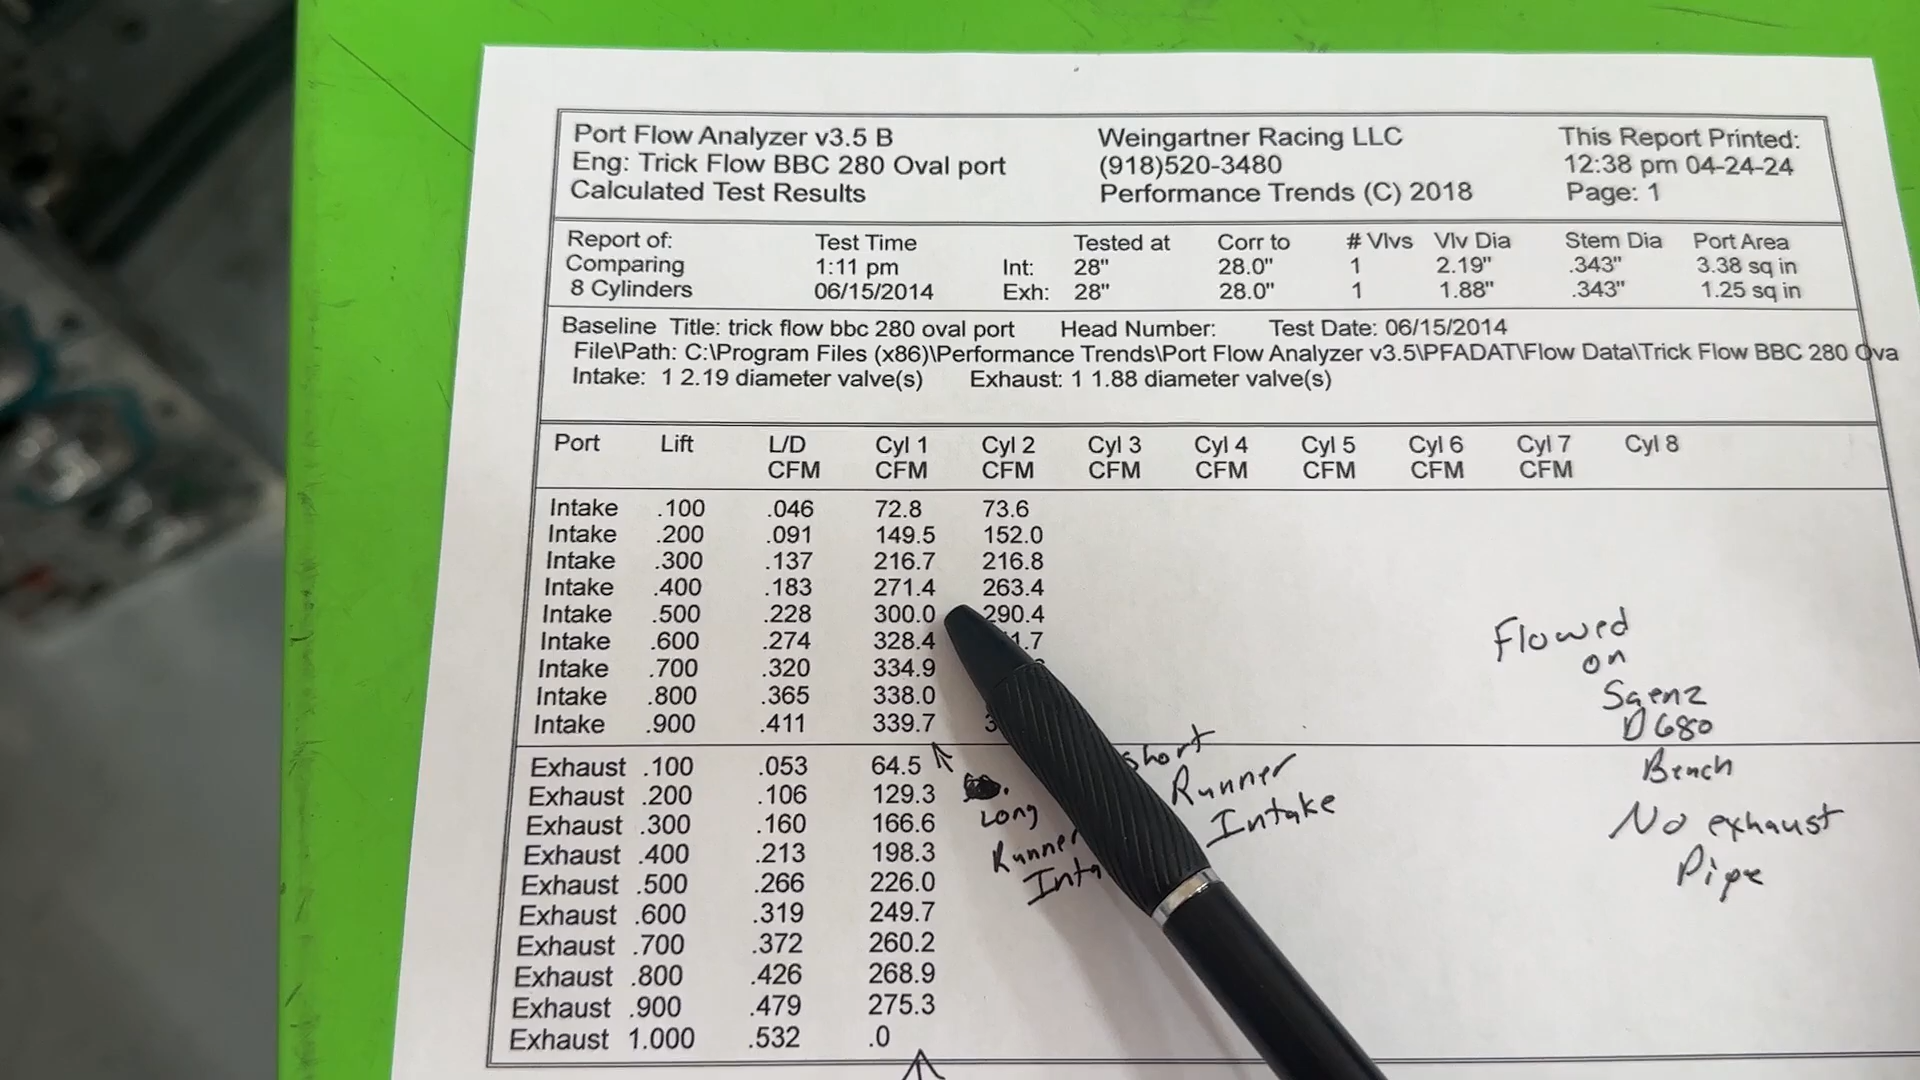 Port Flow Analyzer v3.5 B Weingartner Racing LLC This Report Printed:
Eng: Trick Flow BBC 280 Oval port (918)520-3480 12:38 pm 04-24-24
Calculated Test Results Performance Trends (C) 2018 Page: 1
Report of: Test Time Tested at Corr to # Vlvs Vlv Dia Stem Dia Port Area
Comparing 1:11 pm Int: 28" 28.0" 1 2.19" .343" 3.38 sq in
8 Cylinders 06/15/2014 Exh: 28" 28.0" 1 1.88" .343" 1.25 sq in
Baseline Title: trick flow bbc 280 oval port Head Number: Test Date: 06/15/2014
File\Path: C:\Program Files (x86)\Performance Trends\Port Flow Analyzer v3.5\PFADAT\Flow Data\Trick Flow BBC 280 Ova
Intake: 1 2.19 diameter valve(s) Exhaust: 1 1.88 diameter valve(s)
Port Lift L/D Cyl 1 Cyl 2 Cyl 3 Cyl 4 Cyl 5 Cyl 6 Cyl 7 Cyl 8
CFM CFM CFM CFM CFM CFM CFM CFM
Intake .100 .046 72.8 73.6
Intake .200 .091 149.5 152.0
Intake .300 .137 216.7 216.8
Intake .400 .183 271.4 263.4
Intake .500 .228 300.0 290.4
Intake .600 .274 328.4
Intake .700 .320 334.9
Intake .800 .365 338.0
Intake .900 .411 339.7
Exhaust .100 .053 64.5
Exhaust .200 .106 129.3
Exhaust .300 .160 166.6
Exhaust .400 .213 198.3
Exhaust .500 .266 226.0
Exhaust .600 .319 249.7
Exhaust .700 .372 260.2
Exhaust .800 .426 268.9
Exhaust .900 .479 275.3
Exhaust 1.000 .532 .0
Long
Runner
short
Runner
Intake
Flowed
on
Saenz
D680
Bench
No exhaust
Pipe